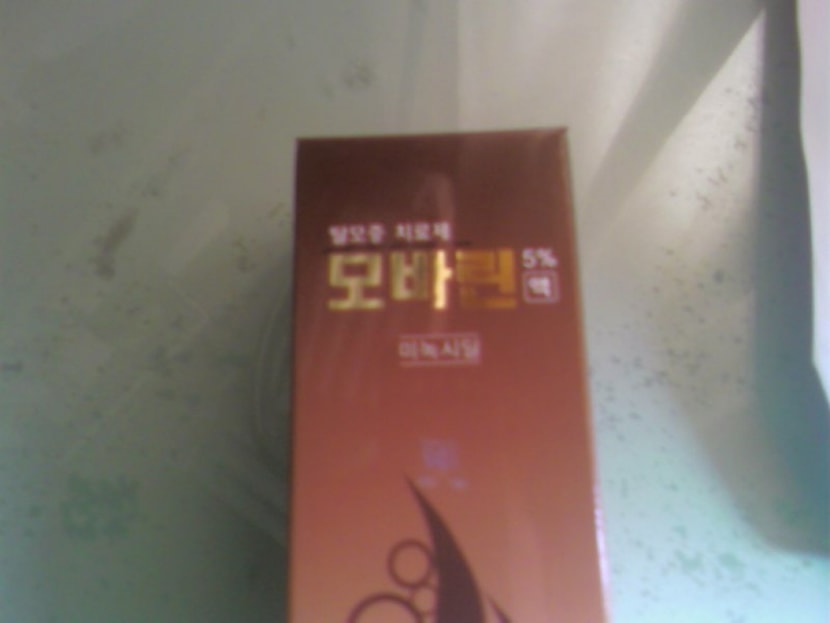 탈모증 치료제
모바린 5%
액
미녹시딜